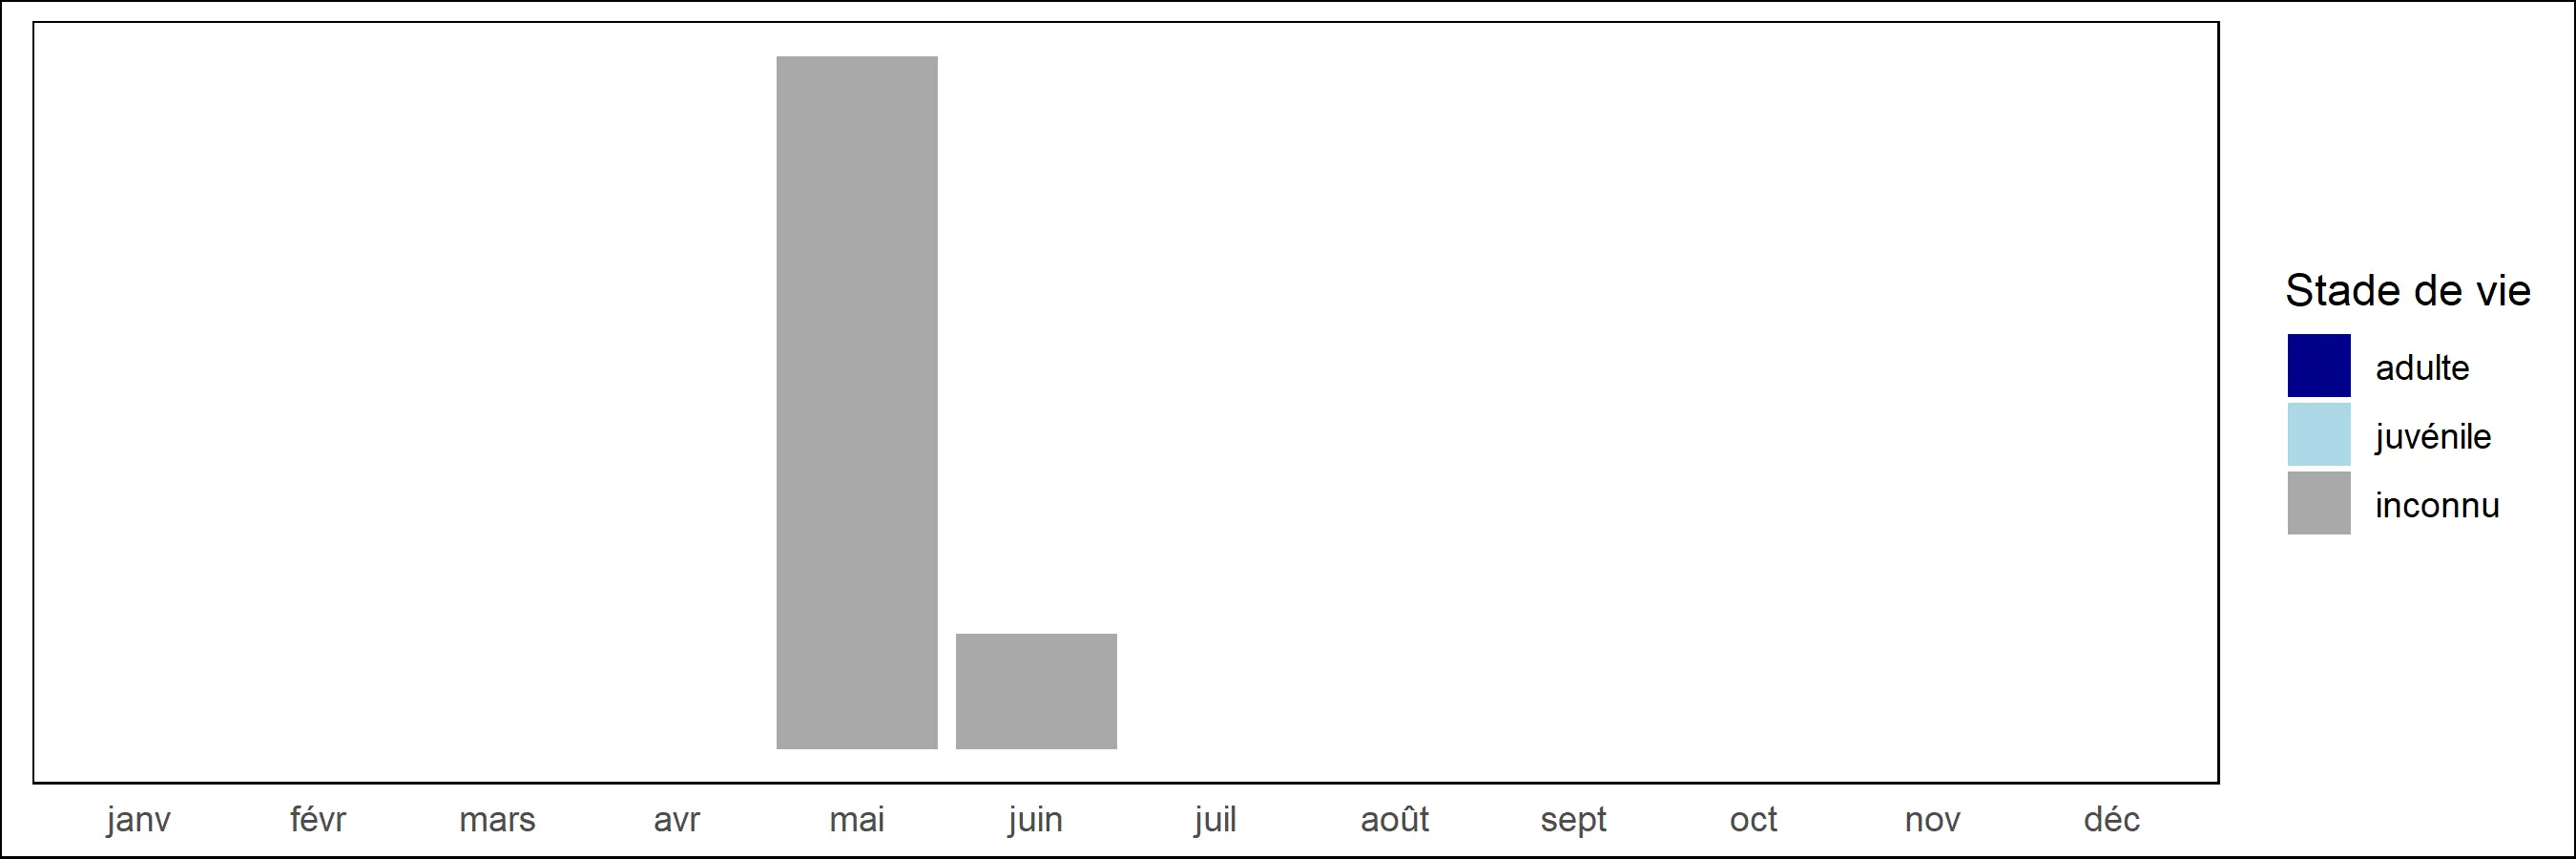 Stade de vie
adulte
juvénile
inconnu
janv févr mars avr mai juin juil août sept oct nov déc